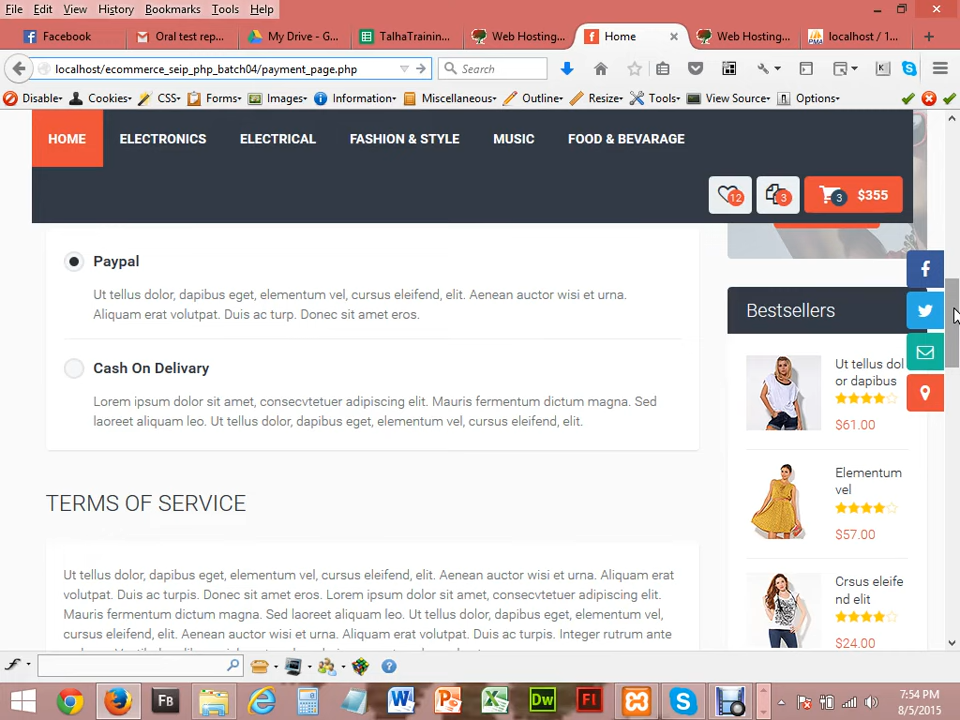 File Edit View History Bookmarks Tools Help
Facebook Oral test rep... My Drive - G... TalhaTrainin... Web Hosting... Home Web Hosting... localhost / 1...
localhost/ecommerce_seip_php_batch04/payment_page.php Search
Disable Cookies CSS Forms Images Information Miscellaneous Outline Resize Tools View Source Options
HOME ELECTRONICS ELECTRICAL FASHION & STYLE MUSIC FOOD & BEVARAGE
12 3 3 $355
Paypal
Ut tellus dolor, dapibus eget, elementum vel, cursus eleifend, elit. Aenean auctor wisi et urna.
Aliquam erat volutpat. Duis ac turp. Donec sit amet eros.
Cash On Delivery
Lorem ipsum dolor sit amet, consecvtetuer adipiscing elit. Mauris fermentum dictum magna. Sed
laoreet aliquam leo. Ut tellus dolor, dapibus eget, elementum vel, cursus eleifend, elit.
TERMS OF SERVICE
Ut tellus dolor, dapibus eget, elementum vel, cursus eleifend, elit. Aenean auctor wisi et urna. Aliquam erat
volutpat. Duis ac turpis. Donec sit amet eros. Lorem ipsum dolor sit amet, consecvtetuer adipiscing elit.
Mauris fermentum dictum magna. Sed laoreet aliquam leo. Ut tellus dolor, dapibus eget, elementum vel,
cursus eleifend, elit. Aenean auctor wisi et urna. Aliquam erat volutpat. Duis ac turpis. Integer rutrum ante
Bestsellers
Ut tellus dol
or dapibus
$61.00
Elementum
vel
$57.00
Crsus eleife
nd elit
$24.00
Fb Dw Fl
7:54 PM
8/5/2015